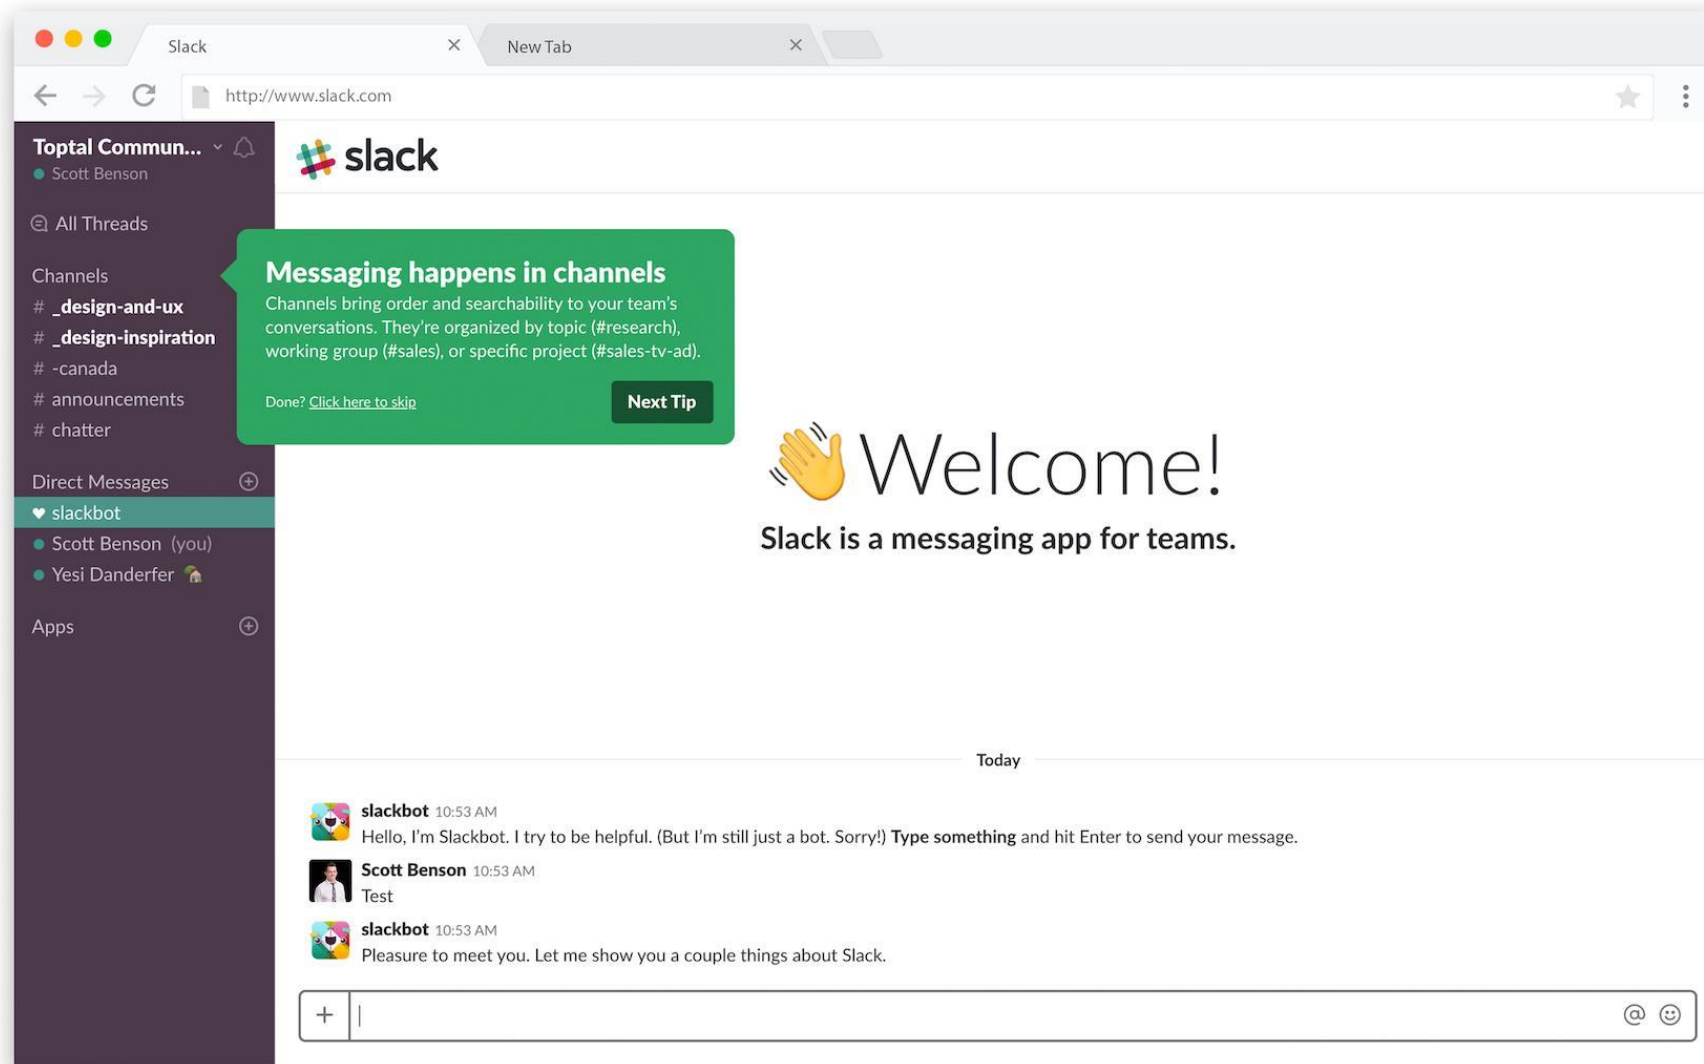 Slack
New Tab
http://www.slack.com
Toptal Commun...
Scott Benson
All Threads
Channels
# _design-and-ux
# _design-inspiration
# -canada
# announcements
# chatter
Direct Messages
slackbot
Scott Benson (you)
Yesi Danderfer
Apps
slack
Messaging happens in channels
Channels bring order and searchability to your team’s
conversations. They’re organized by topic (#research),
working group (#sales), or specific project (#sales-tv-ad).
Done? Click here to skip
Next Tip
Welcome!
Slack is a messaging app for teams.
Today
slackbot 10:53 AM
Hello, I’m Slackbot. I try to be helpful. (But I’m still just a bot. Sorry!) Type something and hit Enter to send your message.
Scott Benson 10:53 AM
Test
slackbot 10:53 AM
Pleasure to meet you. Let me show you a couple things about Slack.